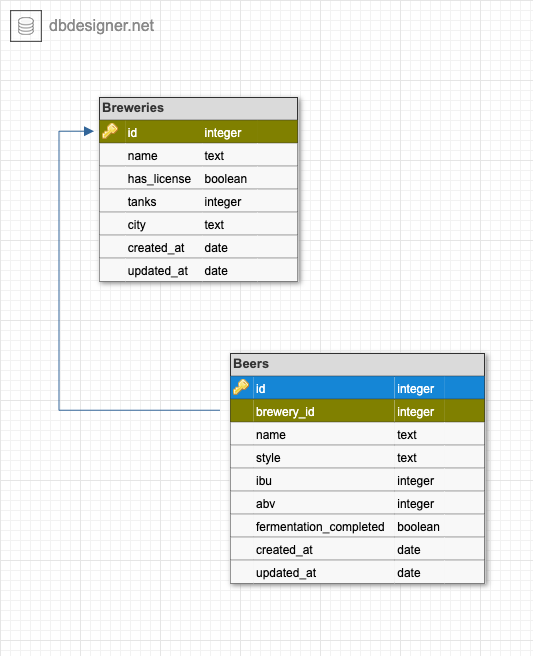 dbdesigner.net
Breweries
id integer
name text
has_license boolean
tanks integer
city text
created_at date
updated_at date
Beers
id integer
brewery_id integer
name text
style text
ibu integer
abv integer
fermentation_completed boolean
created_at date
updated_at date